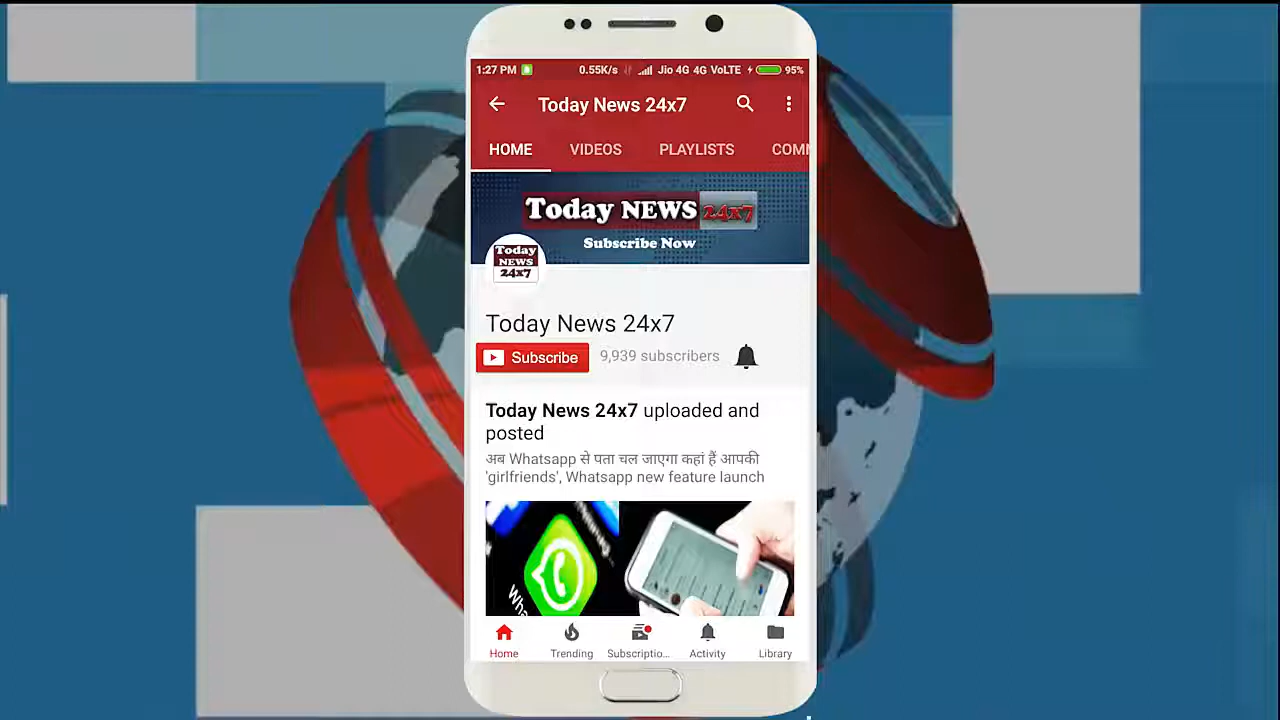 1:27 PM 0.55K/s Jio 4G 4G VoLTE 95%
Today News 24x7
HOME VIDEOS PLAYLISTS COMM
Today NEWS 24x7
Subscribe Now
Today
NEWS
24x7
Today News 24x7
Subscribe 9,939 subscribers
Today News 24x7 uploaded and
posted
अब Whatsapp से पता चल जाएगा कहां हैं आपकी
'girlfriends', Whatsapp new feature launch
Home Trending Subscriptio... Activity Library